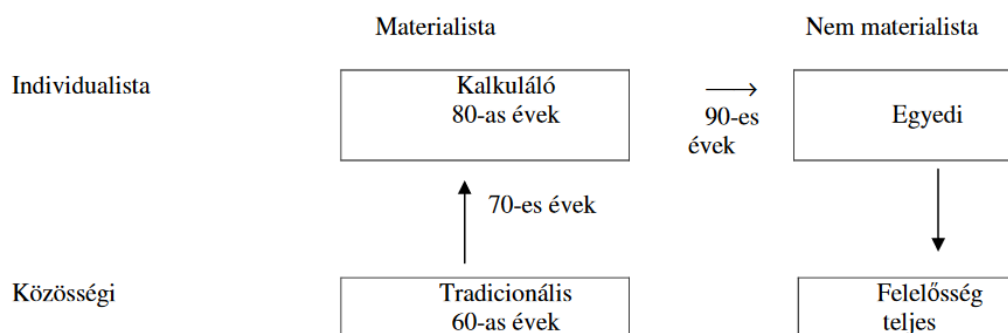 Materialista
Nem materialista
Individualista
Kalkuláló
80-as évek
90-es
évek
Egyedi
70-es évek
Közösségi
Tradicionális
60-as évek
Felelősség
teljes